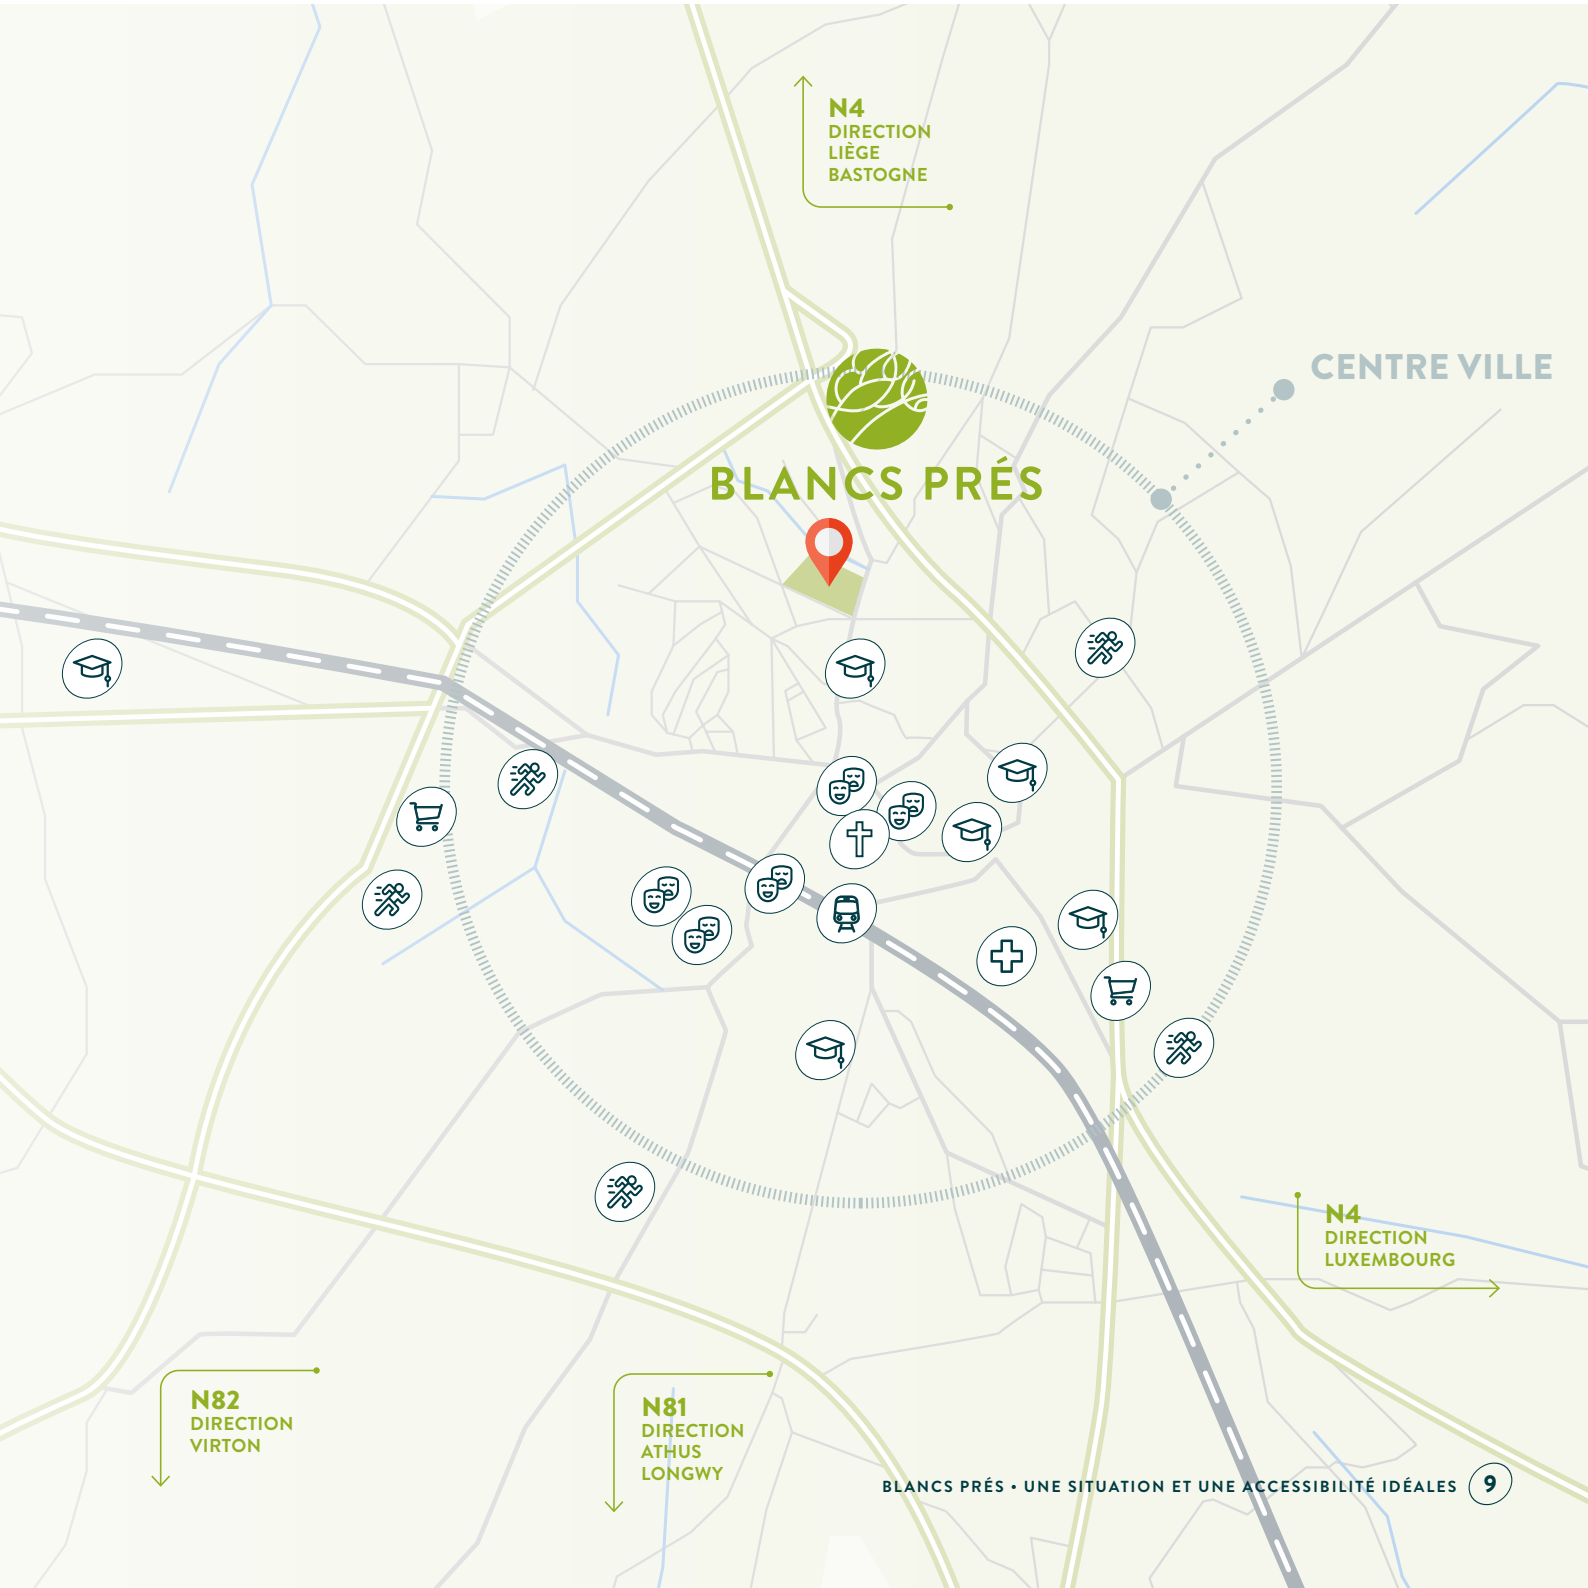 N4
DIRECTION
LIÈGE
BASTOGNE
CENTRE VILLE
BLANCS PRÉS
N4
DIRECTION
LUXEMBOURG
N82
DIRECTION
VIRTON
N81
DIRECTION
ATHUS
LONGWY
BLANCS PRÉS • UNE SITUATION ET UNE ACCESSIBILITÉ IDÉALES 9